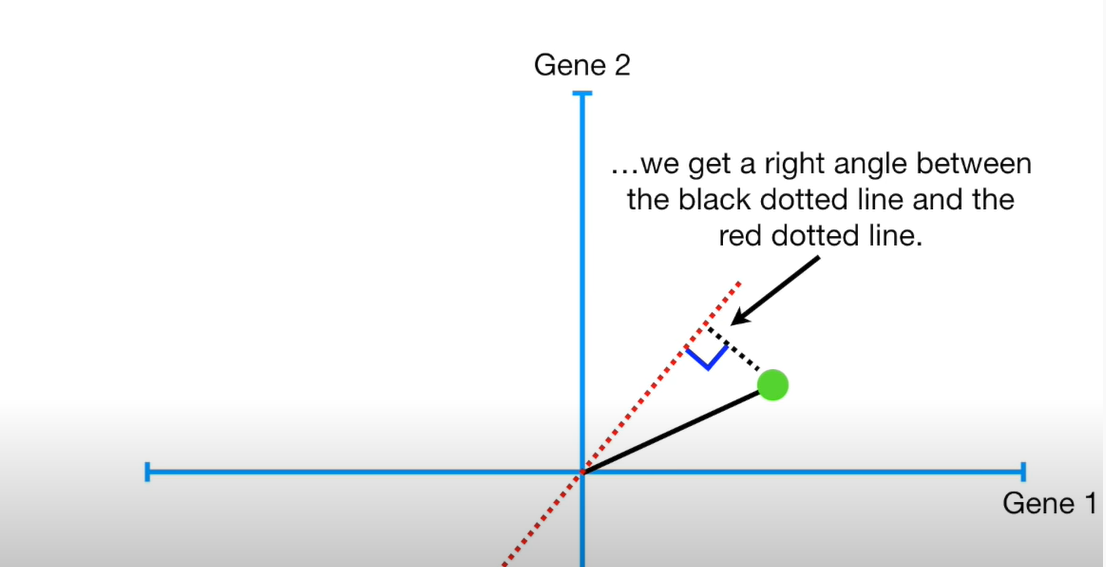 Gene 2
…we get a right angle between
the black dotted line and the
red dotted line.
Gene 1